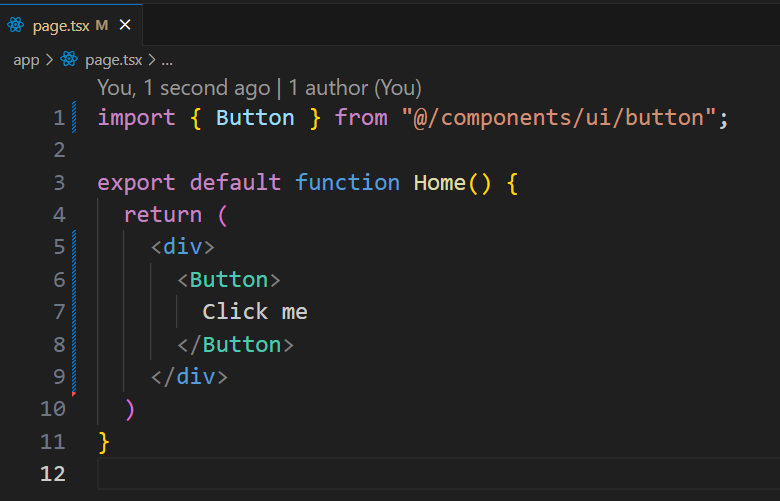 page.tsx M
app > page.tsx > ...
You, 1 second ago | 1 author (You)
1 import { Button } from "@/components/ui/button";
2
3 export default function Home() {
4   return (
5     <div>
6       <Button>
7         Click me
8       </Button>
9     </div>
10   )
11 }
12